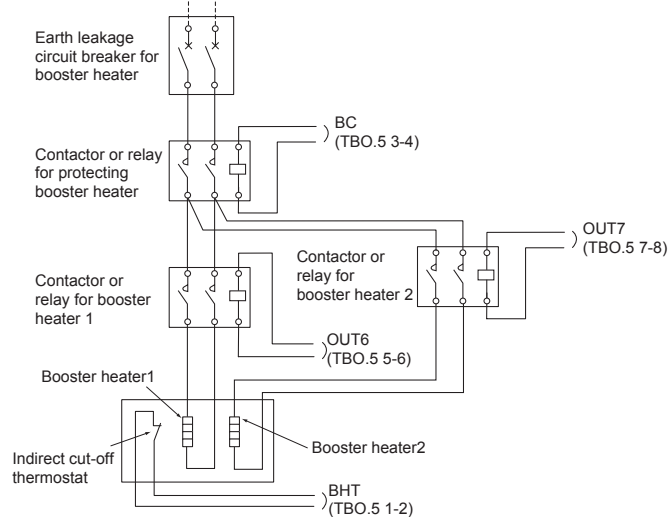 Earth leakage
circuit breaker for
booster heater
BC
(TBO.5 3-4)
Contactor or relay
for protecting
booster heater
OUT7
(TBO.5 7-8)
Contactor or
relay for
booster heater 2
Contactor or
relay for booster
heater 1
OUT6
(TBO.5 5-6)
Booster heater1
Booster heater2
Indirect cut-off
thermostat
BHT
(TBO.5 1-2)